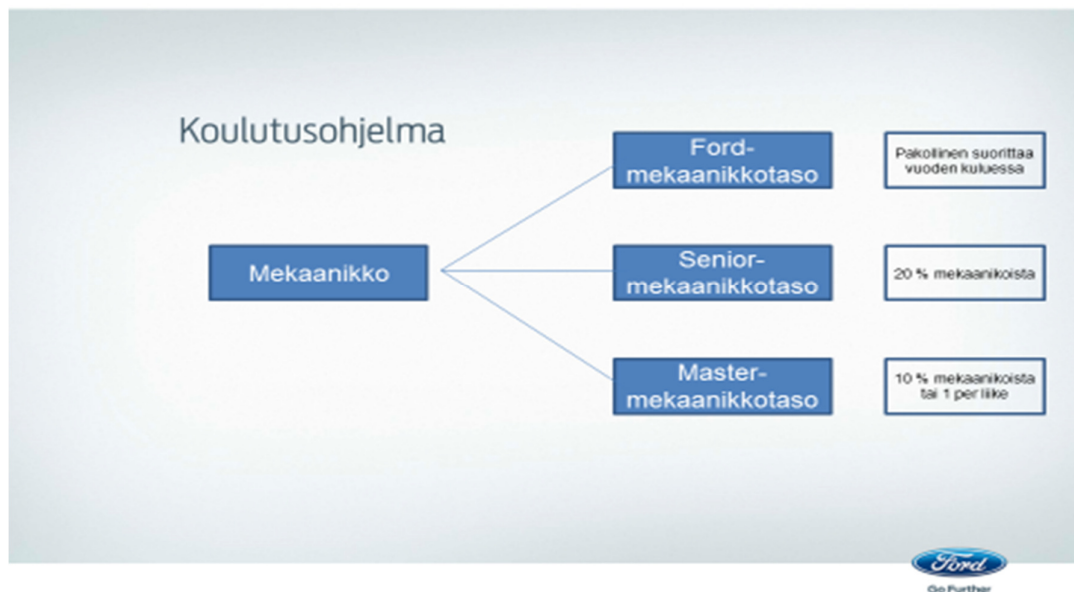 Koulutusohjelma
Ford-
mekaanikkotaso
Pakollinen suorittaa
vuoden kuluessa
Mekaanikko
Senior-
mekaanikkotaso
20 % mekaanikoista
Master-
mekaanikkotaso
10 % mekaanikoista
tai 1 per liike
Ford
Go Further